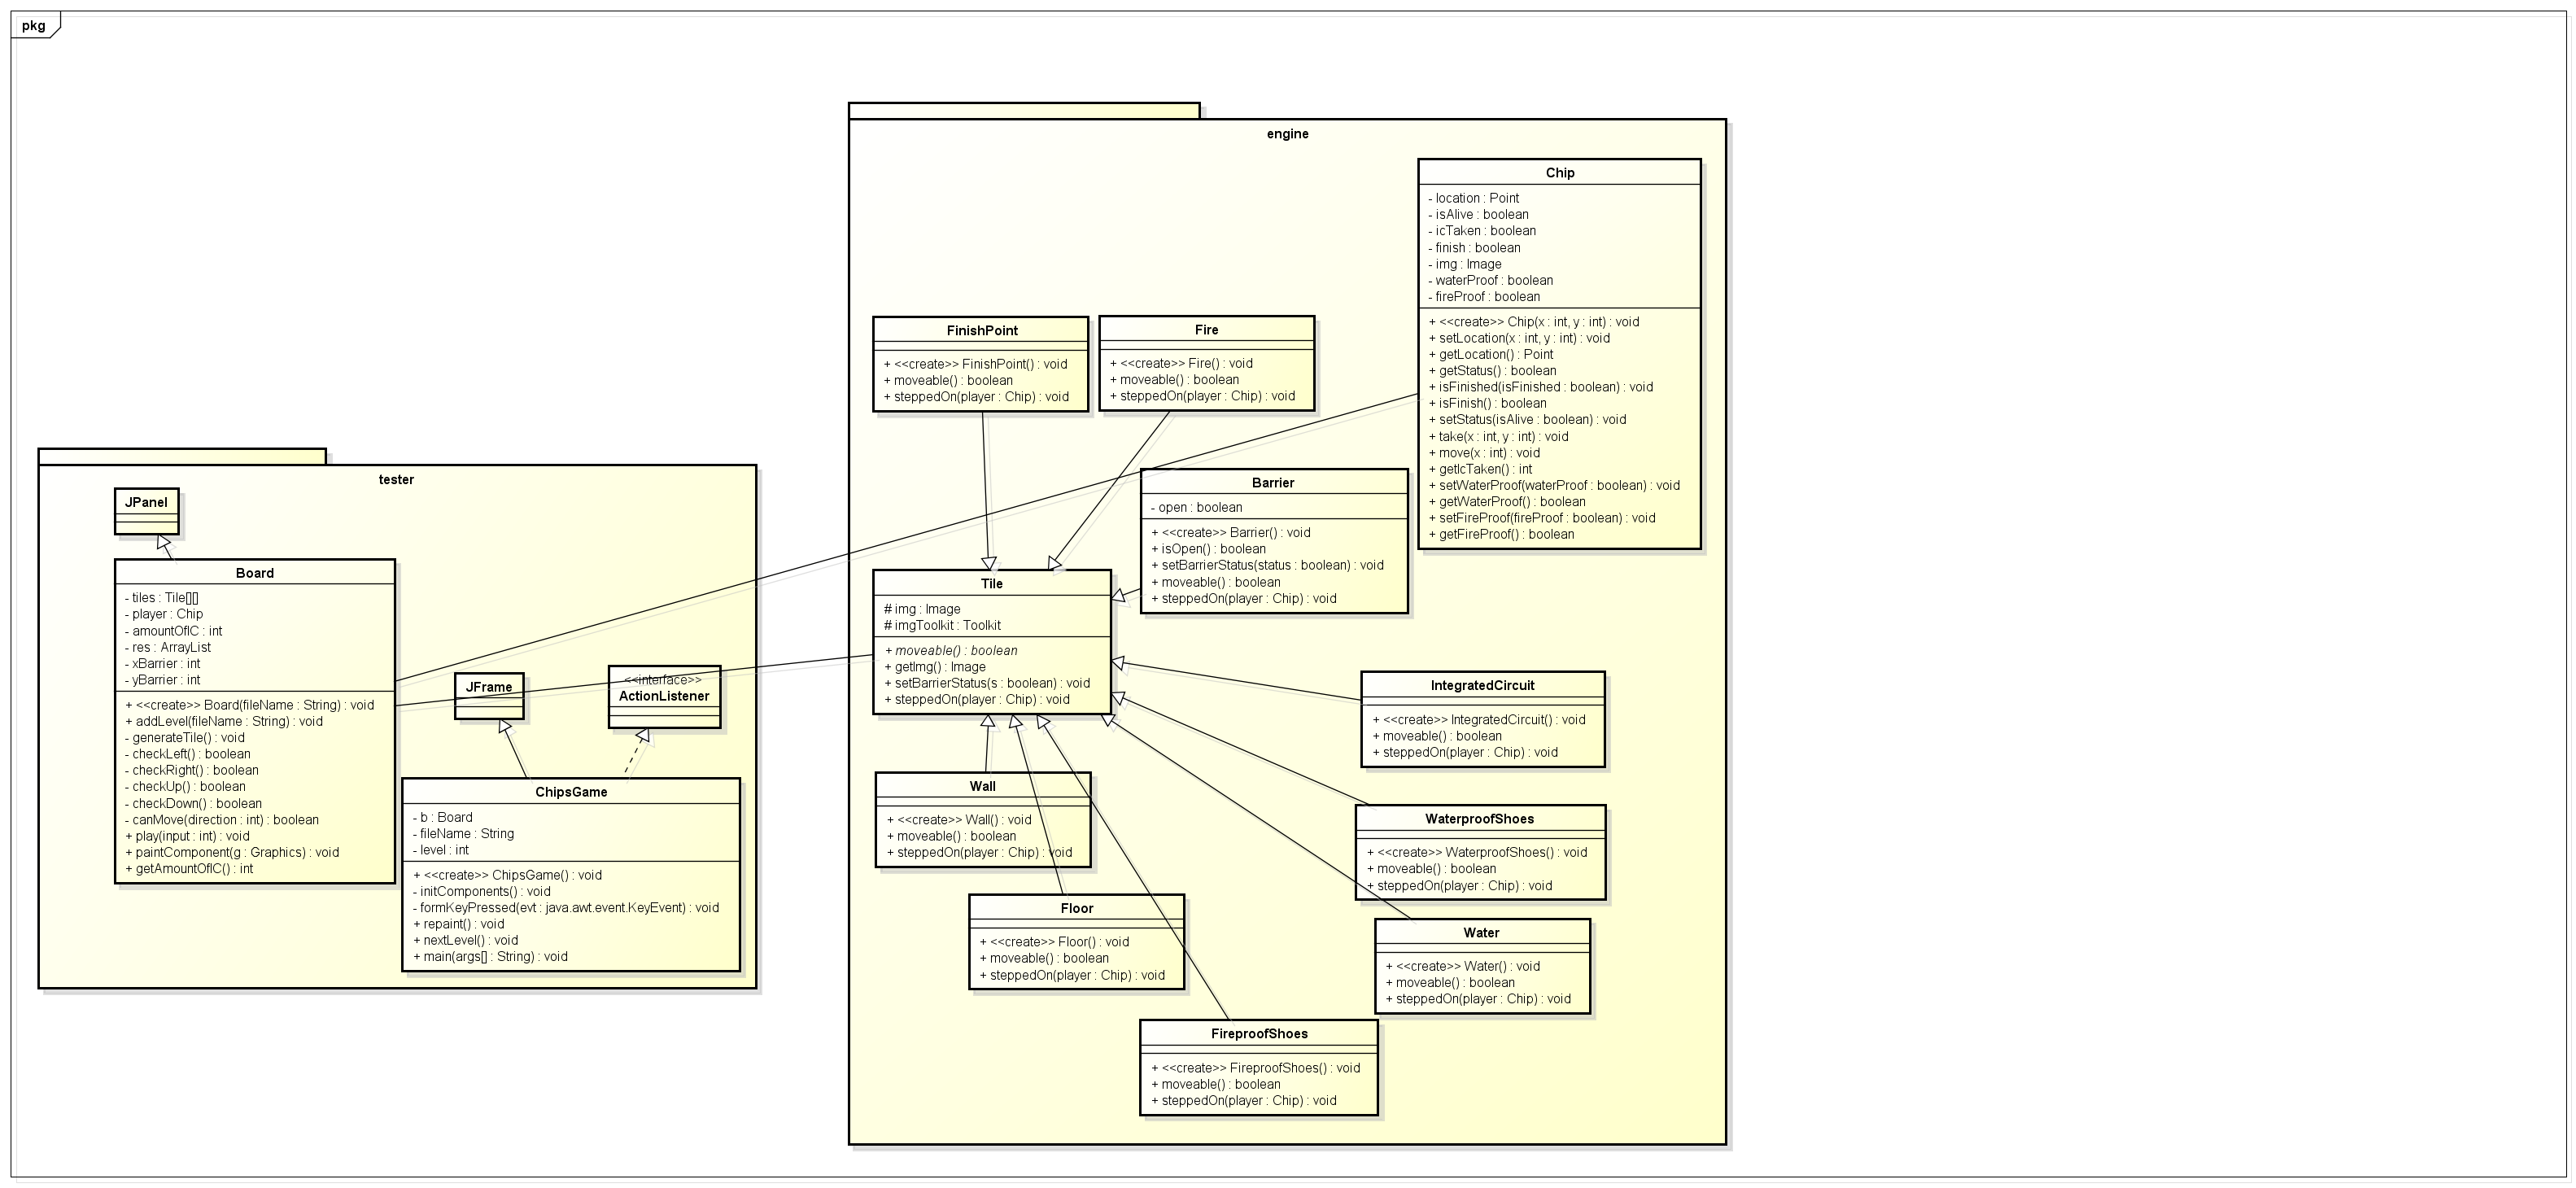 pkg
engine
Chip
- location : Point
- isAlive : boolean
- icTaken : boolean
- finish : boolean
- img : Image
- waterProof : boolean
- fireProof : boolean
+ <<create>> Chip(x : int, y : int) : void
+ setLocation(x : int, y : int) : void
+ getLocation() : Point
+ getStatus() : boolean
+ isFinished(isFinished : boolean) : void
+ isFinish() : boolean
+ setStatus(isAlive : boolean) : void
+ take(x : int, y : int) : void
+ move(x : int) : void
+ getIcTaken() : int
+ setWaterProof(waterProof : boolean) : void
+ getWaterProof() : boolean
+ setFireProof(fireProof : boolean) : void
+ getFireProof() : boolean
FinishPoint
+ <<create>> FinishPoint() : void
+ moveable() : boolean
+ steppedOn(player : Chip) : void
Fire
+ <<create>> Fire() : void
+ moveable() : boolean
+ steppedOn(player : Chip) : void
Barrier
- open : boolean
+ <<create>> Barrier() : void
+ isOpen() : boolean
+ setBarrierStatus(status : boolean) : void
+ moveable() : boolean
+ steppedOn(player : Chip) : void
tester
JPanel
Board
- tiles : Tile[][]
- player : Chip
- amountOfIC : int
- res : ArrayList
- xBarrier : int
- yBarrier : int
+ <<create>> Board(fileName : String) : void
+ addLevel(fileName : String) : void
- generateTile() : void
- checkLeft() : boolean
- checkRight() : boolean
- checkUp() : boolean
- checkDown() : boolean
- canMove(direction : int) : boolean
+ play(input : int) : void
+ paintComponent(g : Graphics) : void
+ getAmountOfIC() : int
JFrame
<<interface>>
ActionListener
ChipsGame
- b : Board
- fileName : String
- level : int
+ <<create>> ChipsGame() : void
- initComponents() : void
- formKeyPressed(evt : java.awt.event.KeyEvent) : void
+ repaint() : void
+ nextLevel() : void
+ main(args[] : String) : void
Tile
# img : Image
# imgToolkit : Toolkit
+ moveable() : boolean
+ getImg() : Image
+ setBarrierStatus(s : boolean) : void
+ steppedOn(player : Chip) : void
IntegratedCircuit
+ <<create>> IntegratedCircuit() : void
+ moveable() : boolean
+ steppedOn(player : Chip) : void
Wall
+ <<create>> Wall() : void
+ moveable() : boolean
+ steppedOn(player : Chip) : void
WaterproofShoes
+ <<create>> WaterproofShoes() : void
+ moveable() : boolean
+ steppedOn(player : Chip) : void
Floor
+ <<create>> Floor() : void
+ moveable() : boolean
+ steppedOn(player : Chip) : void
Water
+ <<create>> Water() : void
+ moveable() : boolean
+ steppedOn(player : Chip) : void
FireproofShoes
+ <<create>> FireproofShoes() : void
+ moveable() : boolean
+ steppedOn(player : Chip) : void